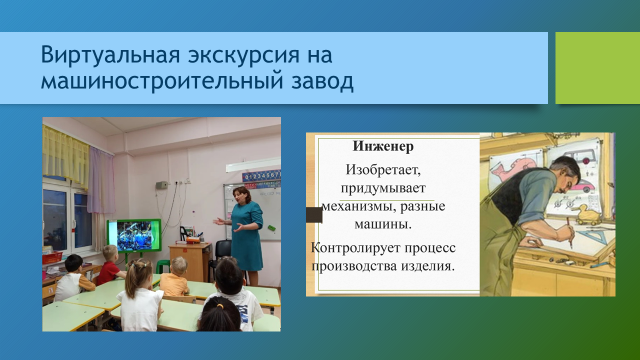 Виртуальная экскурсия на
машиностроительный завод
Инженер
Изобретает,
придумывает
механизмы, разные
машины.
Контролирует процесс
производства изделия.